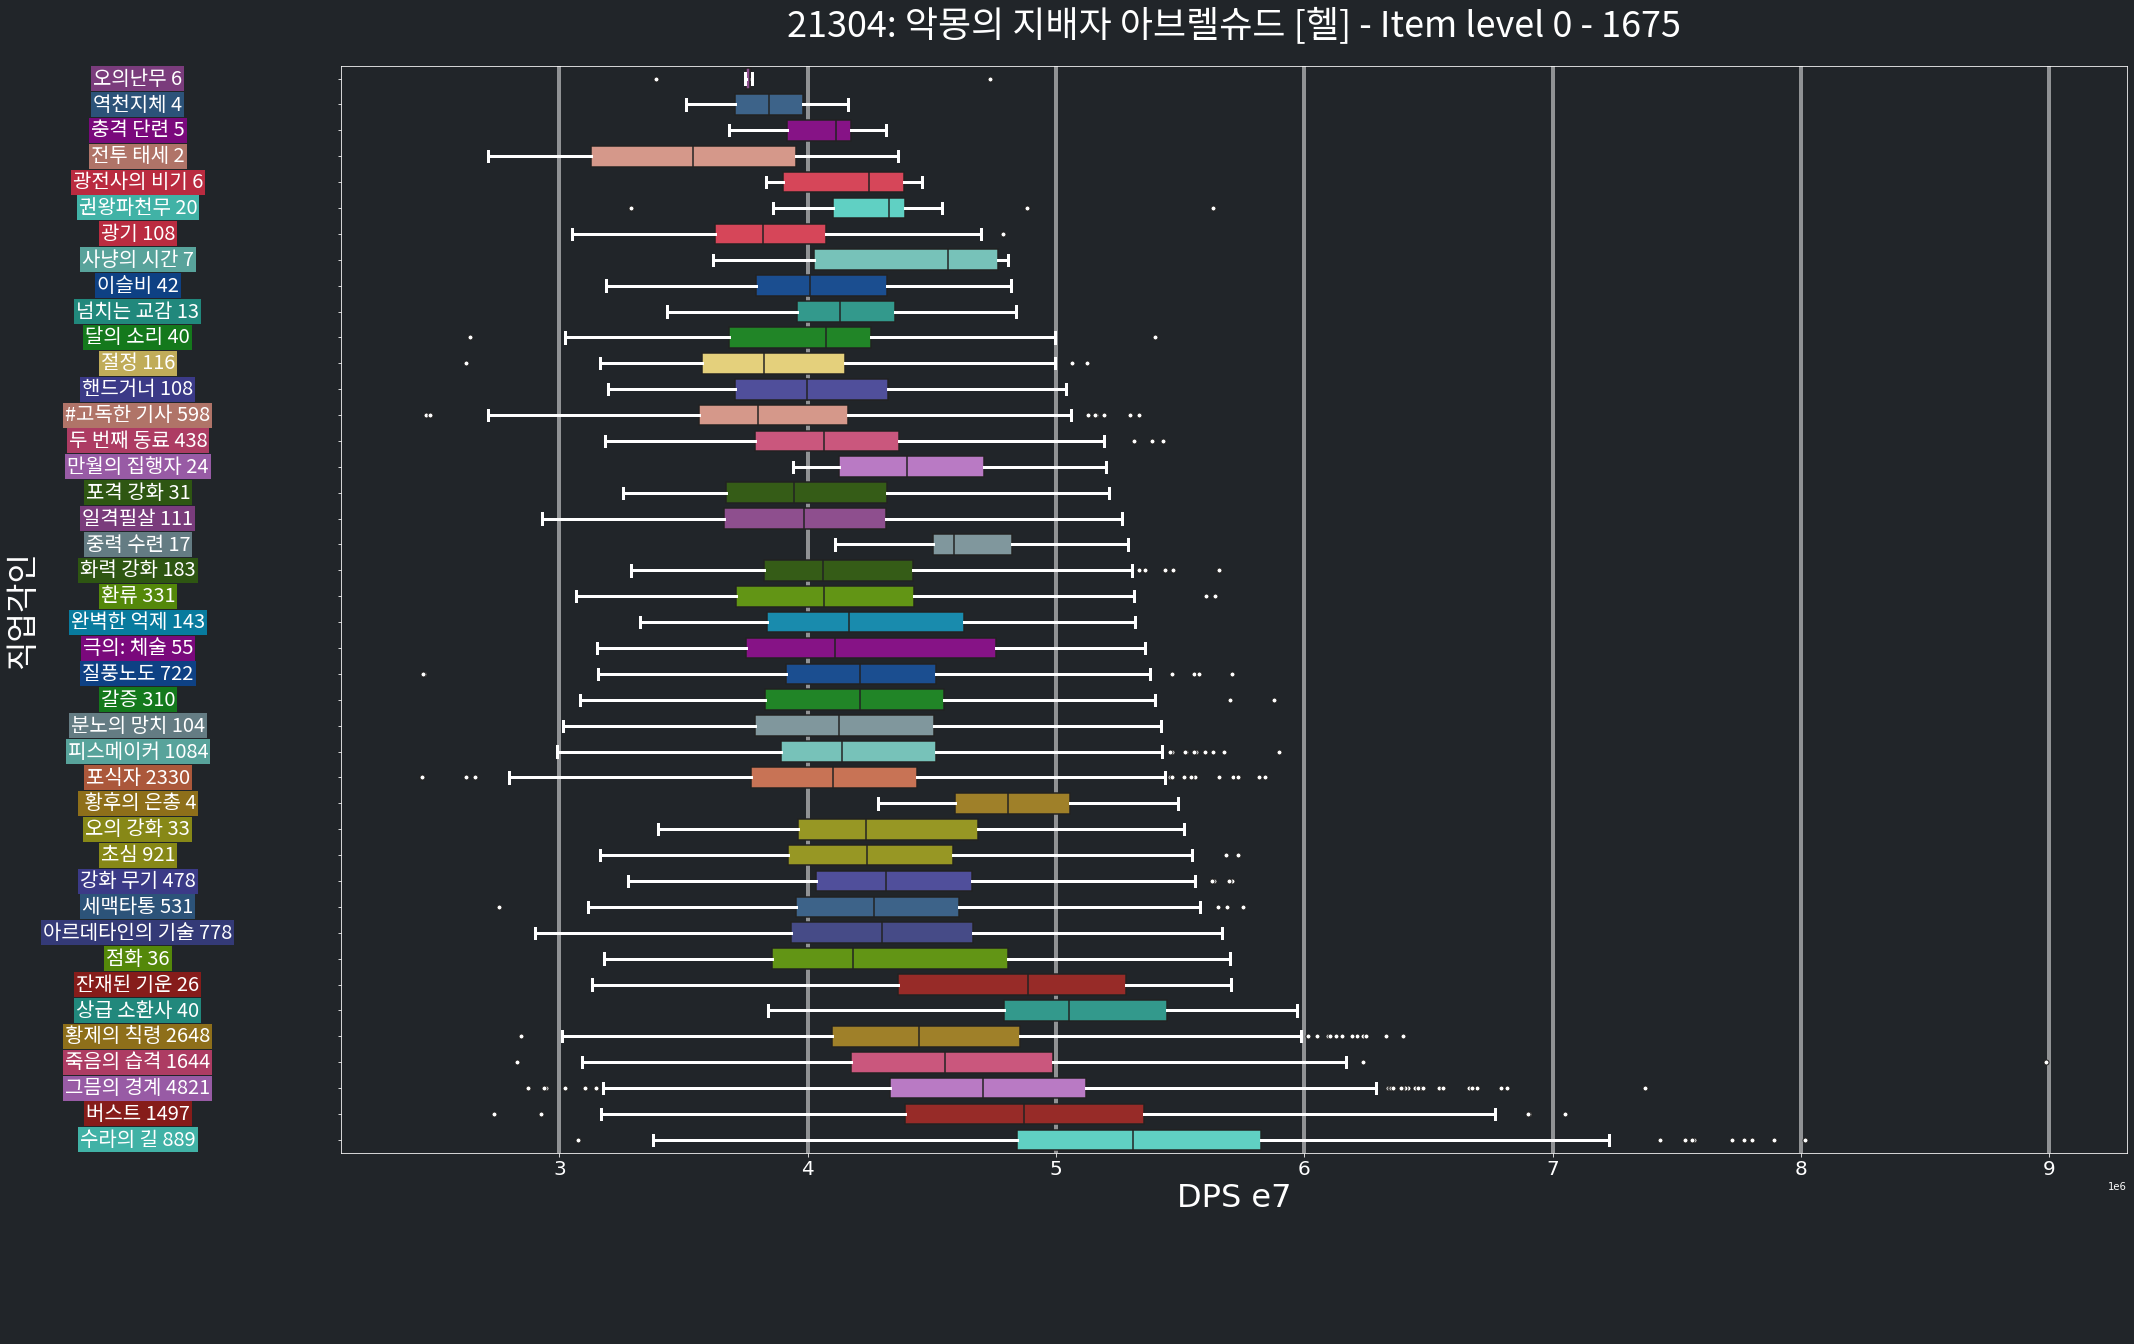 21304: 악몽의 지배자 아브렐슈드 [헬] - Item level 0 - 1675
직업각인
오의난무 6
역천지체 4
충격 단련 5
전투 태세 2
광전사의 비기 6
권왕파천무 20
광기 108
사냥의 시간 7
이슬비 42
넘치는 교감 13
달의 소리 40
절정 116
핸드거너 108
#고독한 기사 598
두 번째 동료 438
만월의 집행자 24
포격 강화 31
일격필살 111
중력 수련 17
화력 강화 183
환류 331
완벽한 억제 143
극의: 체술 55
질풍노도 722
갈증 310
분노의 망치 104
피스메이커 1084
포식자 2330
황후의 은총 4
오의 강화 33
초심 921
강화 무기 478
세맥타통 531
아르데타인의 기술 778
점화 36
잔재된 기운 26
상급 소환사 40
황제의 칙령 2648
죽음의 습격 1644
그믐의 경계 4821
버스트 1497
수라의 길 889
3 4 5 6 7 8 9
DPS e7
1e6